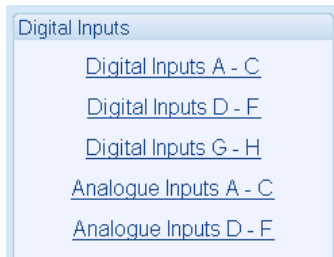 Digital Inputs
Digital Inputs A - C
Digital Inputs D - F
Digital Inputs G - H
Analogue Inputs A - C
Analogue Inputs D - F